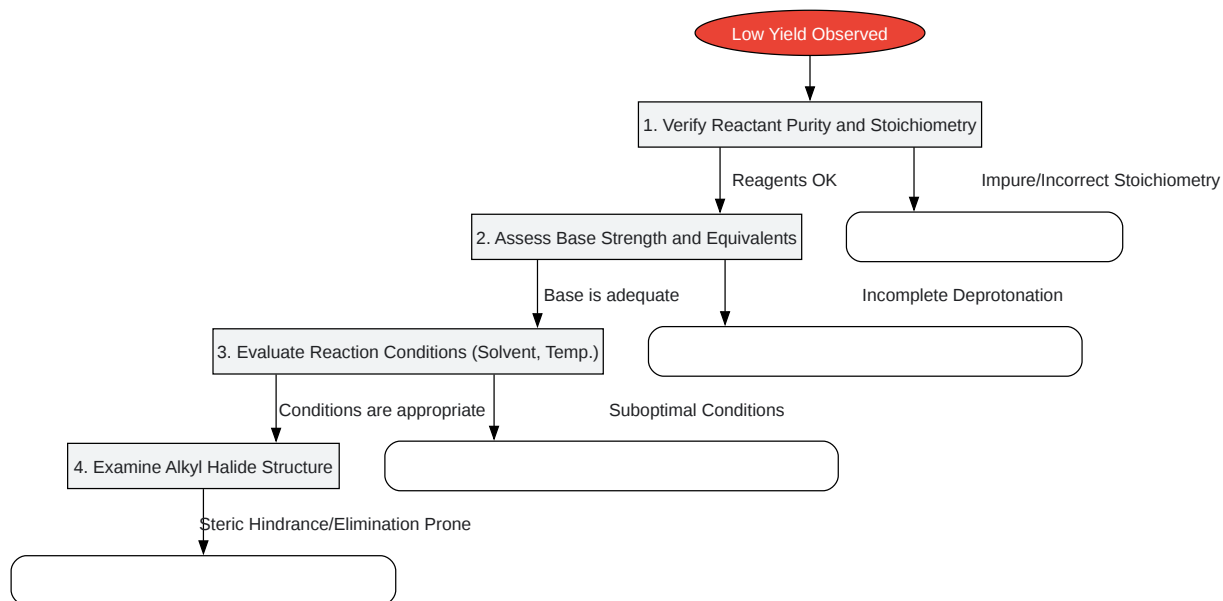 Low Yield Observed
1. Verify Reactant Purity and Stoichiometry
Reagents OK
Impure/Incorrect Stoichiometry
2. Assess Base Strength and Equivalents
Base is adequate
Incomplete Deprotonation
3. Evaluate Reaction Conditions (Solvent, Temp.)
Conditions are appropriate
Suboptimal Conditions
4. Examine Alkyl Halide Structure
Steric Hindrance/Elimination Prone